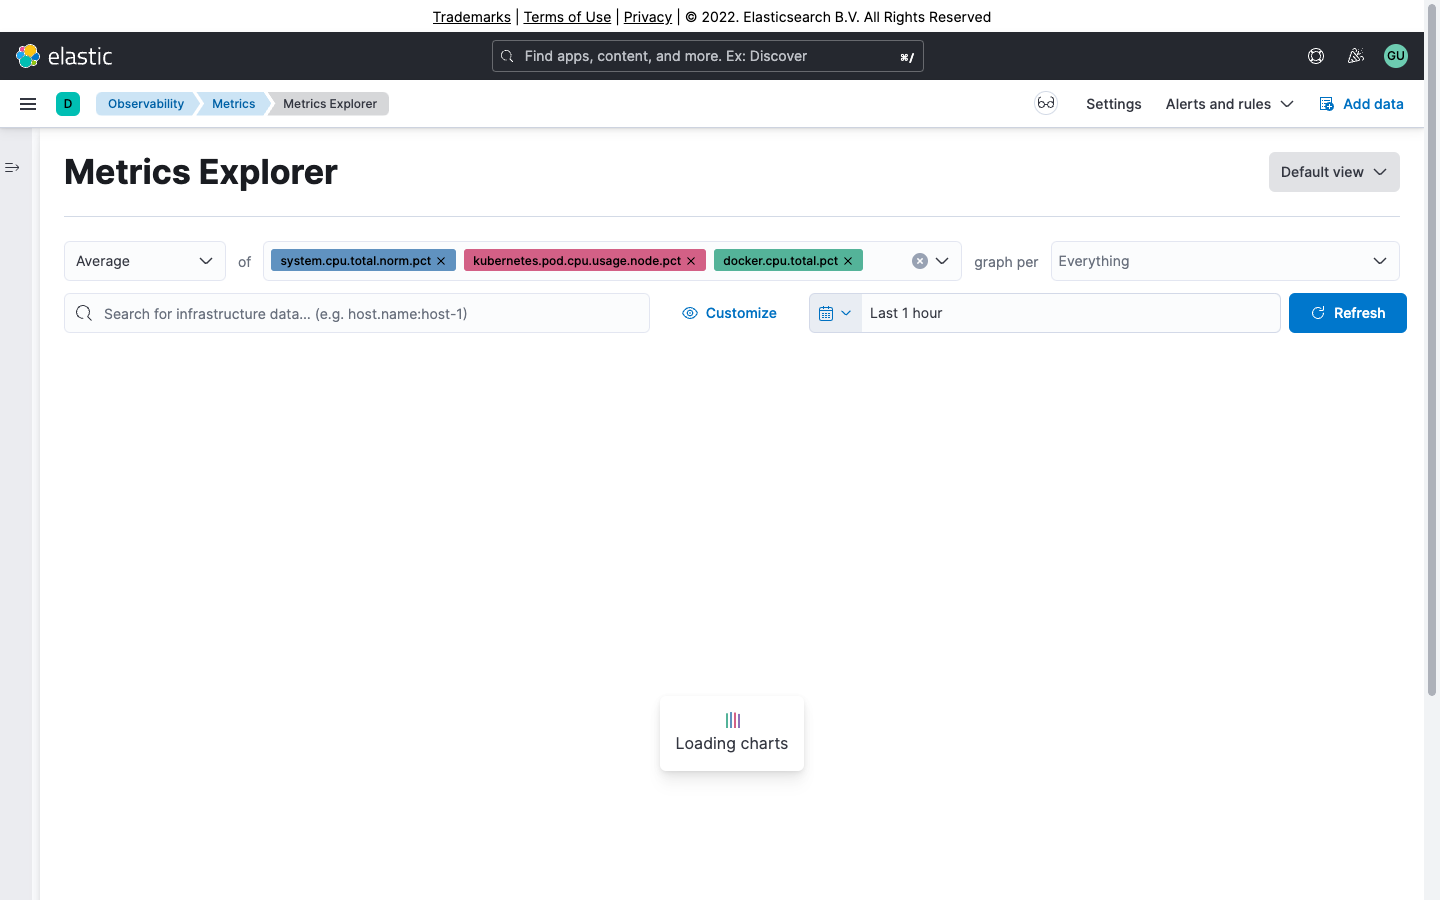 Trademarks | Terms of Use | Privacy | © 2022. Elasticsearch B.V. All Rights Reserved
elastic
Find apps, content, and more. Ex: Discover
⌘/
GU
D
Observability
Metrics
Metrics Explorer
Settings
Alerts and rules
Add data
Metrics Explorer
Default view
Average
of
system.cpu.total.norm.pct
kubernetes.pod.cpu.usage.node.pct
docker.cpu.total.pct
graph per
Everything
Search for infrastructure data... (e.g. host.name:host-1)
Customize
Last 1 hour
Refresh
Loading charts